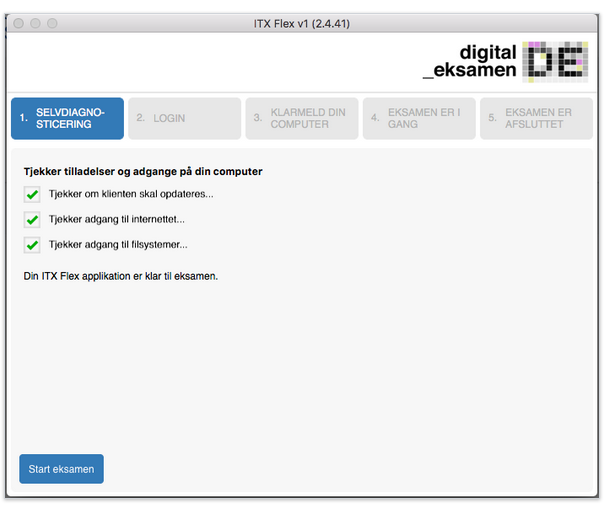 ITX Flex v1 (2.4.41)
digital
_eksamen
1. SELVDIAGNO-
STICERING
2. LOGIN
3. KLARMELD DIN
COMPUTER
4. EKSAMEN ER I
GANG
5. EKSAMEN ER
AFSLUTTET
Tjekker tilladelser og adgange på din computer
Tjekker om klienten skal opdateres...
Tjekker adgang til internettet...
Tjekker adgang til filsystemer...
Din ITX Flex applikation er klar til eksamen.
Start eksamen